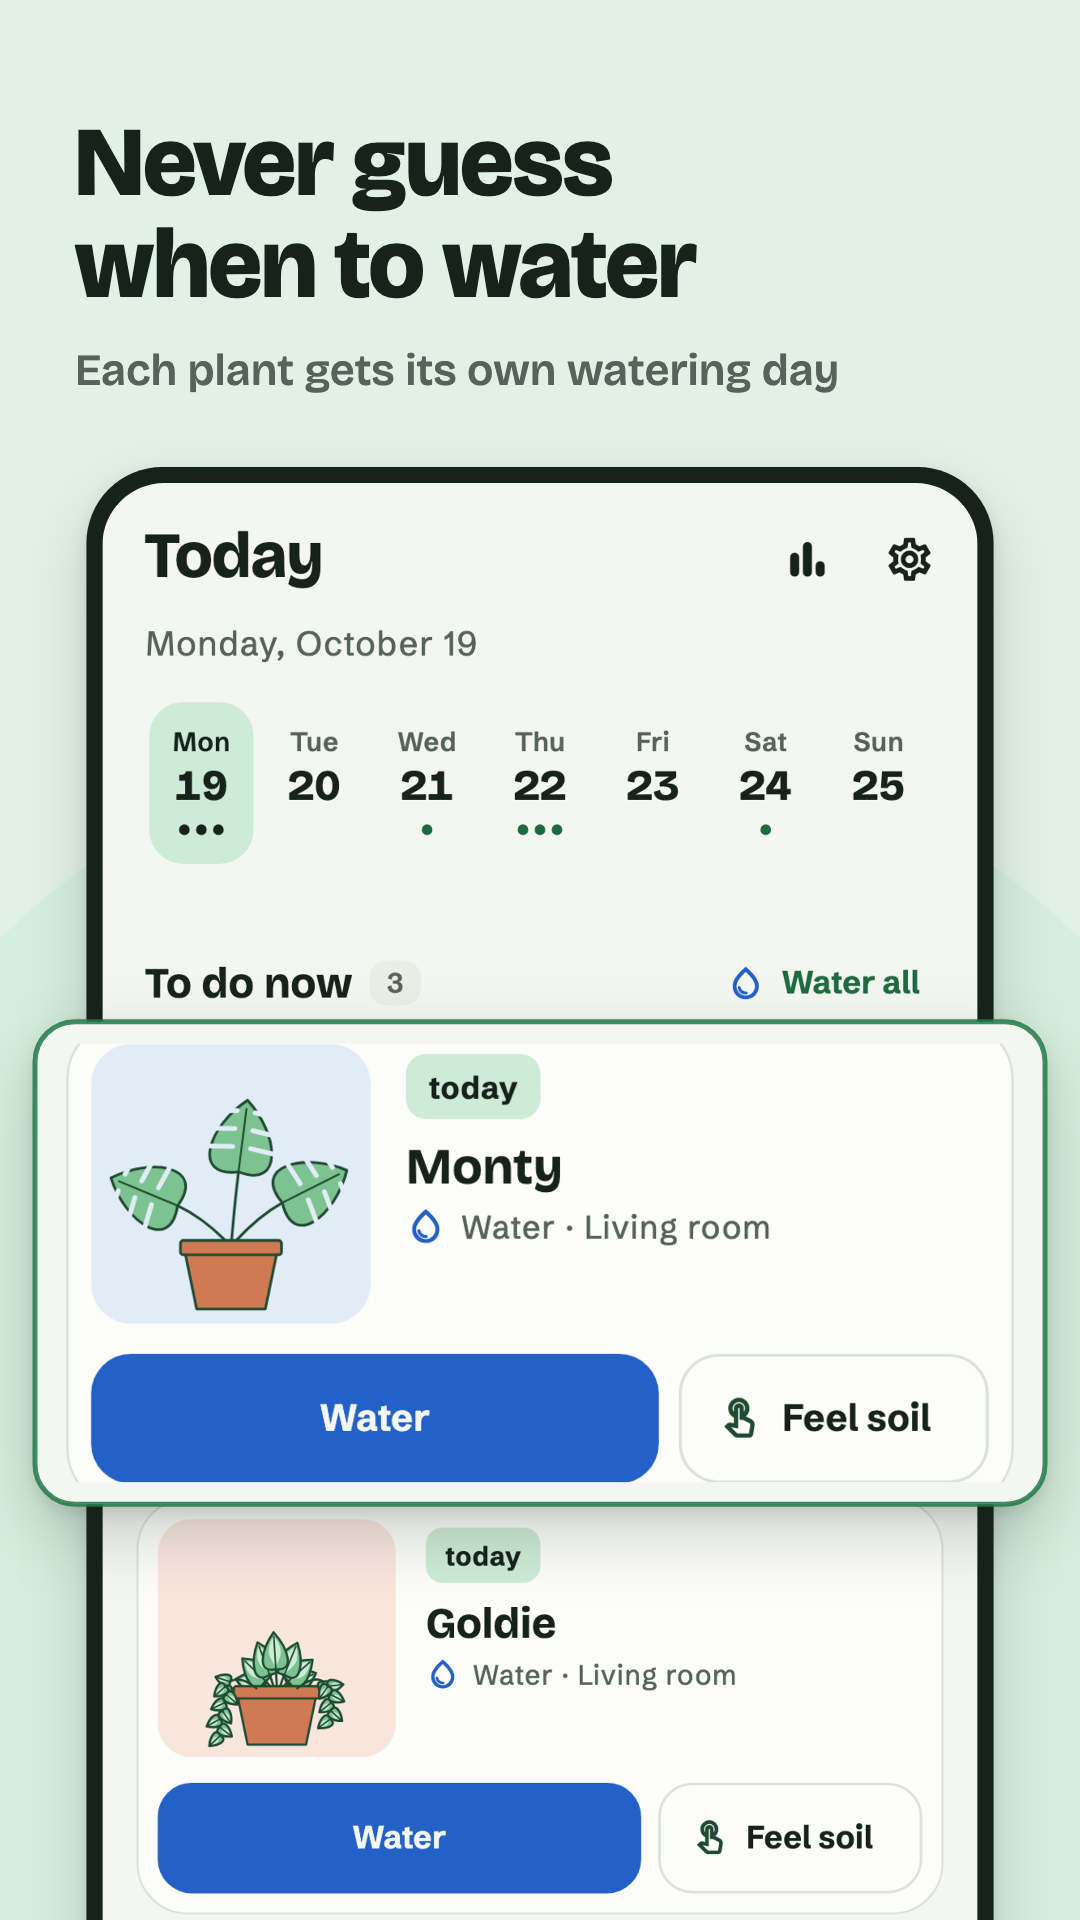 Never guess
when to water
Each plant gets its own watering day
Today
Monday, October 19
Mon Tue Wed Thu Fri Sat Sun
19 20 21 22 23 24 25
To do now 3 Water all
today
Monty
Water · Living room
Water Feel soil
today
Goldie
Water · Living room
Water Feel soil